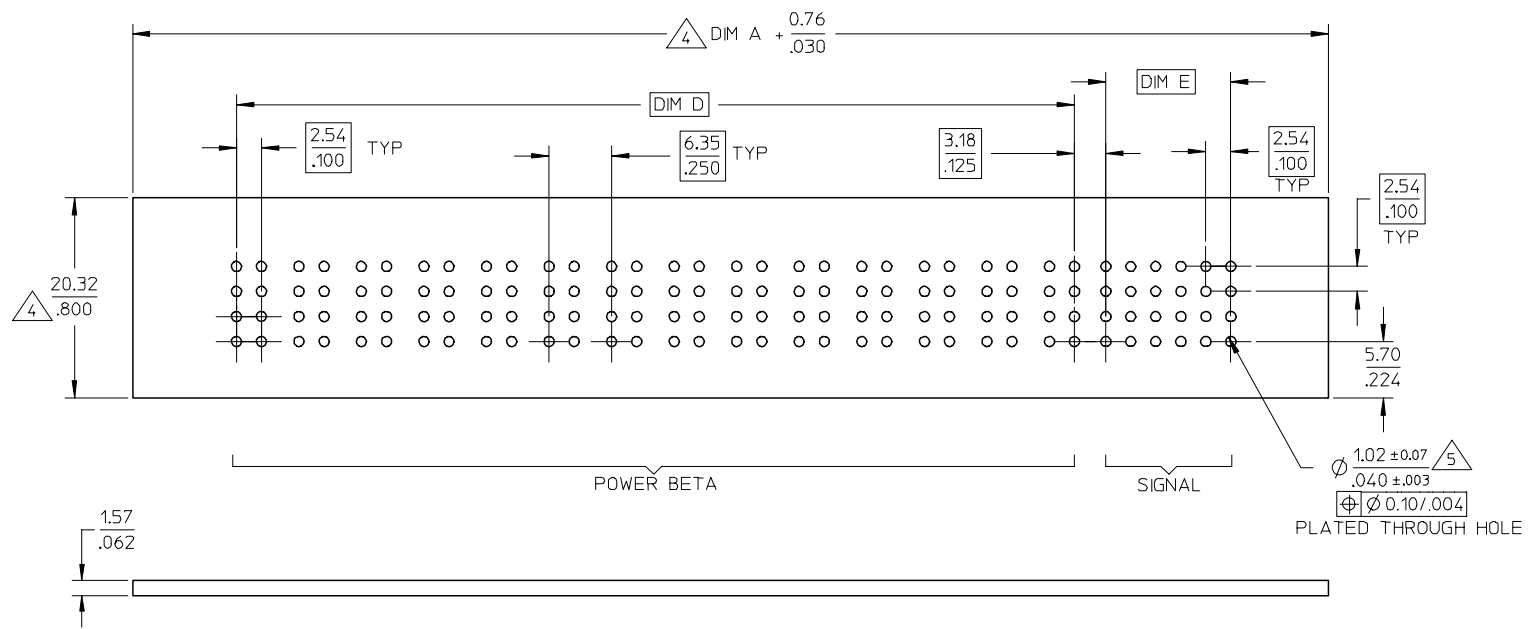 4 DIM A + 0.76
.030
DIM E
DIM D
2.54
.100 TYP
6.35
.250 TYP
3.18
.125
2.54
.100
TYP
2.54
.100
TYP
4 20.32
.800
5.70
.224
Ø 1.02 ±0.07 5
.040 ±.003
⌖ Ø 0.10/.004
PLATED THROUGH HOLE
POWER BETA
SIGNAL
1.57
.062